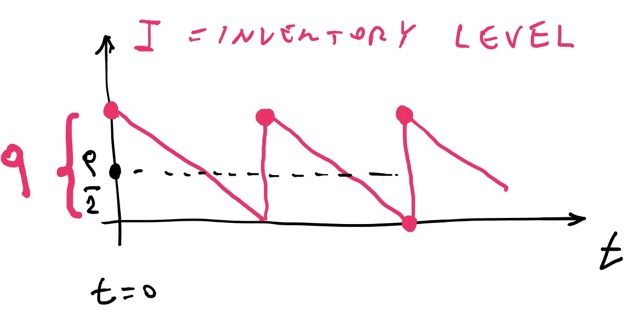 I = INVENTORY LEVEL
q
q
2
t
t=0